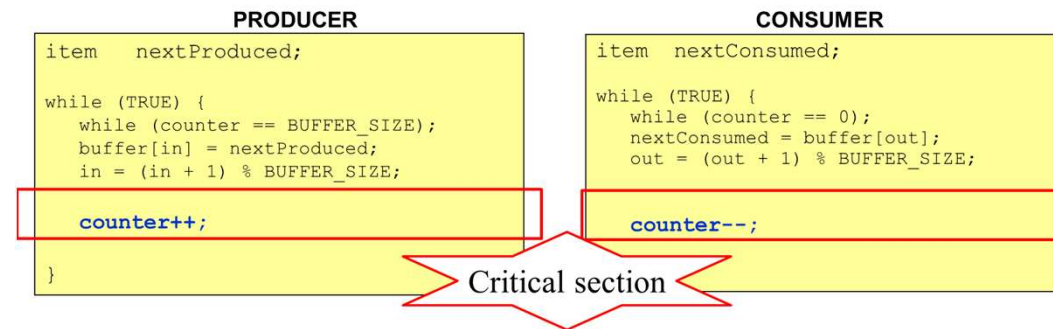 PRODUCER
item   nextProduced;
while (TRUE) {
while (counter == BUFFER_SIZE);
buffer[in] = nextProduced;
in = (in + 1) % BUFFER_SIZE;
counter++;
}
CONSUMER
item  nextConsumed;
while (TRUE) {
while (counter == 0);
nextConsumed = buffer[out];
out = (out + 1) % BUFFER_SIZE;
counter--;
Critical section